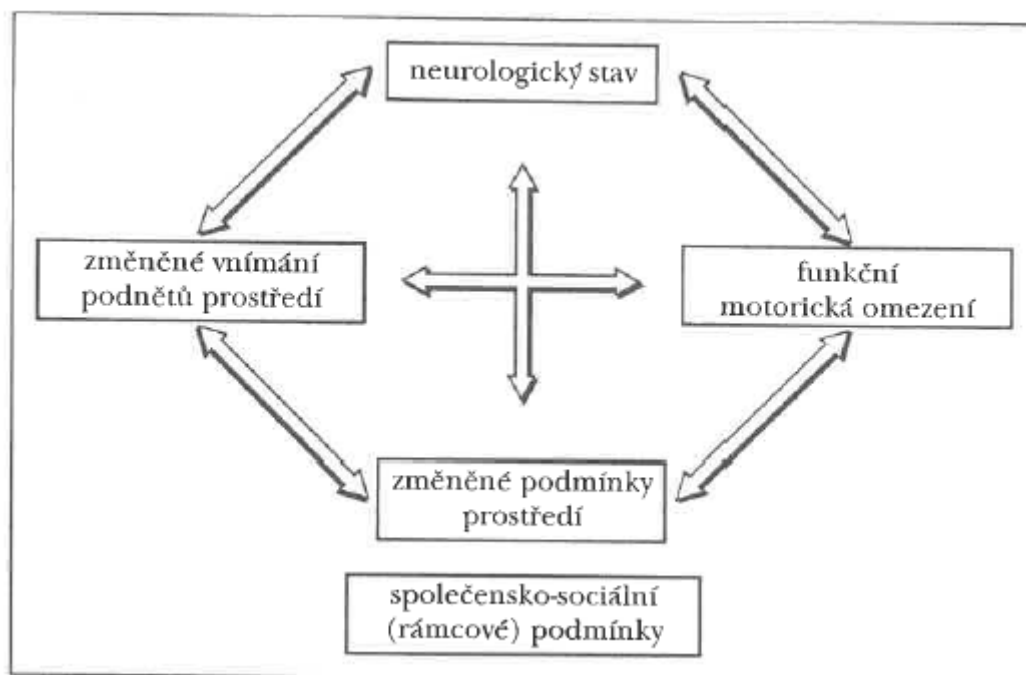 neurologický stav
změněné vnímání
podnětů prostředí
funkční
motorická omezení
změněné podmínky
prostředí
společensko-sociální
(rámcové) podmínky